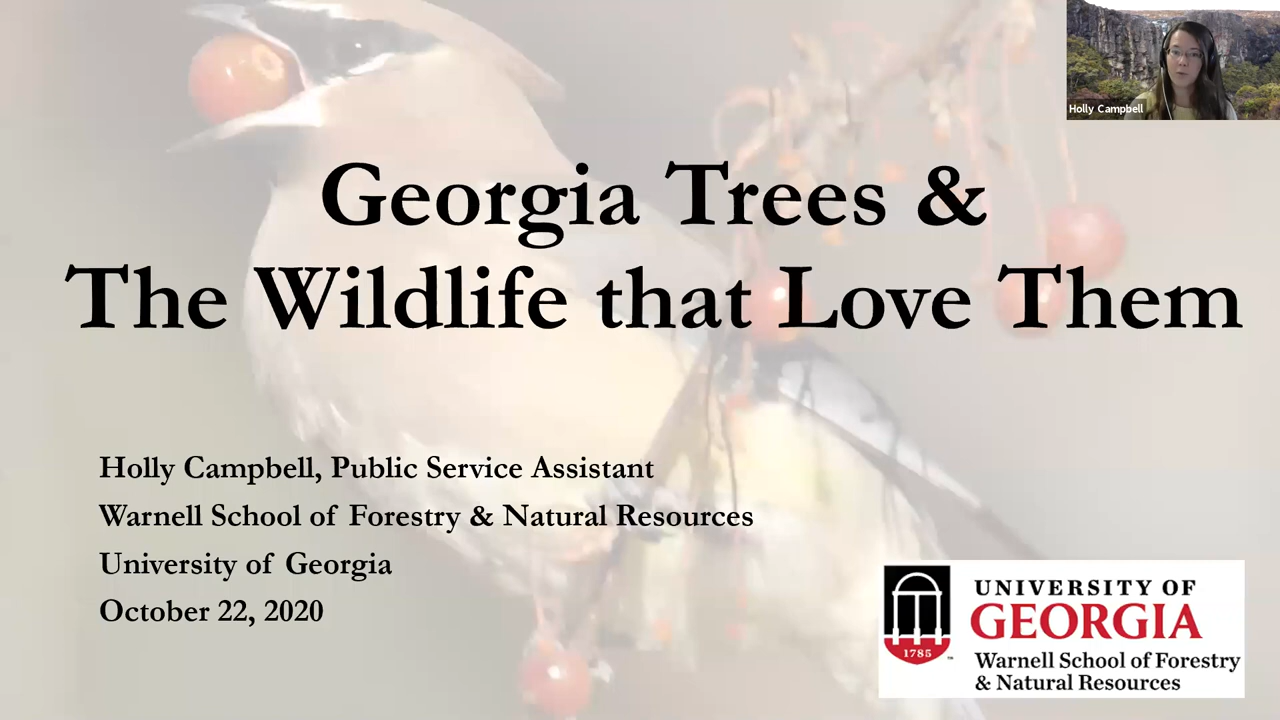 Holly Campbell
Georgia Trees &
The Wildlife that Love Them
Holly Campbell, Public Service Assistant
Warnell School of Forestry & Natural Resources
University of Georgia
October 22, 2020
1785
UNIVERSITY OF
GEORGIA
Warnell School of Forestry
& Natural Resources